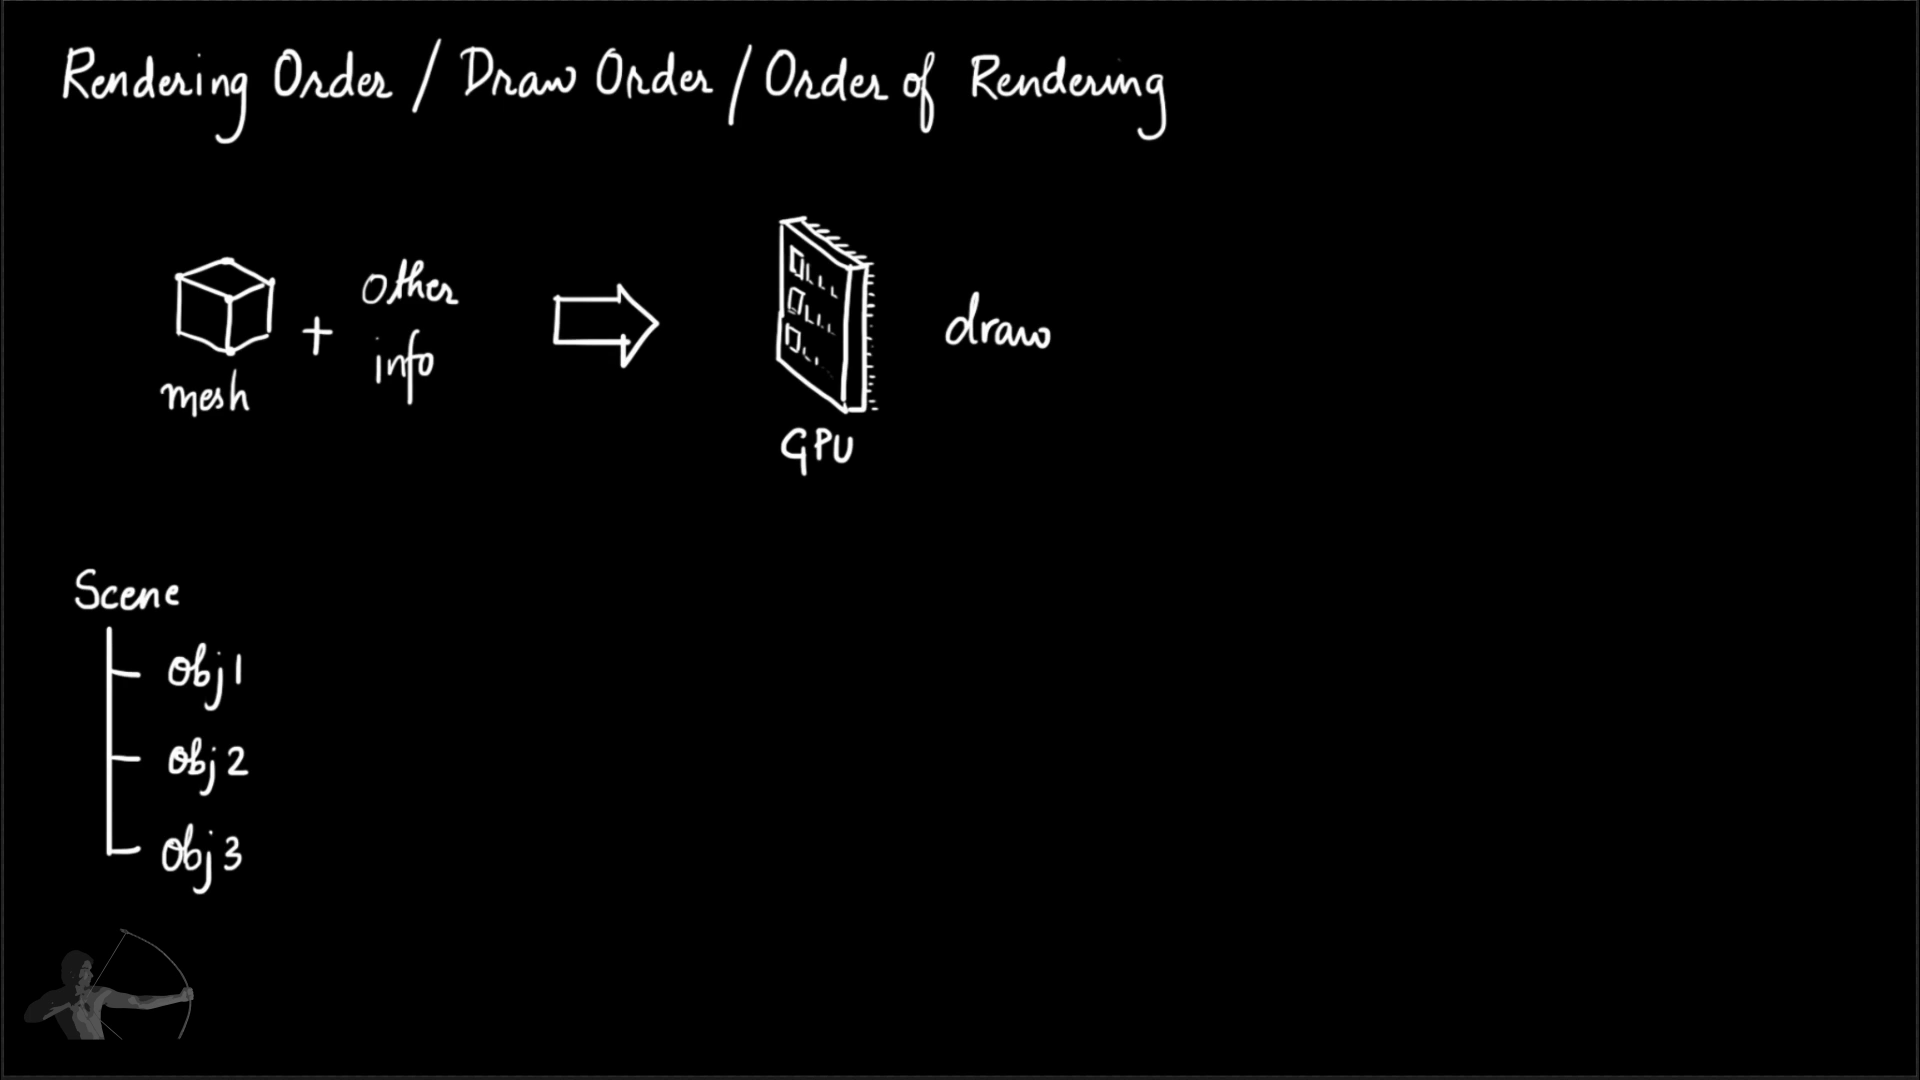 Rendering Order / Draw Order / Order of Rendering
+ other
info
draw
mesh
GPU
Scene
obj1
obj2
obj3